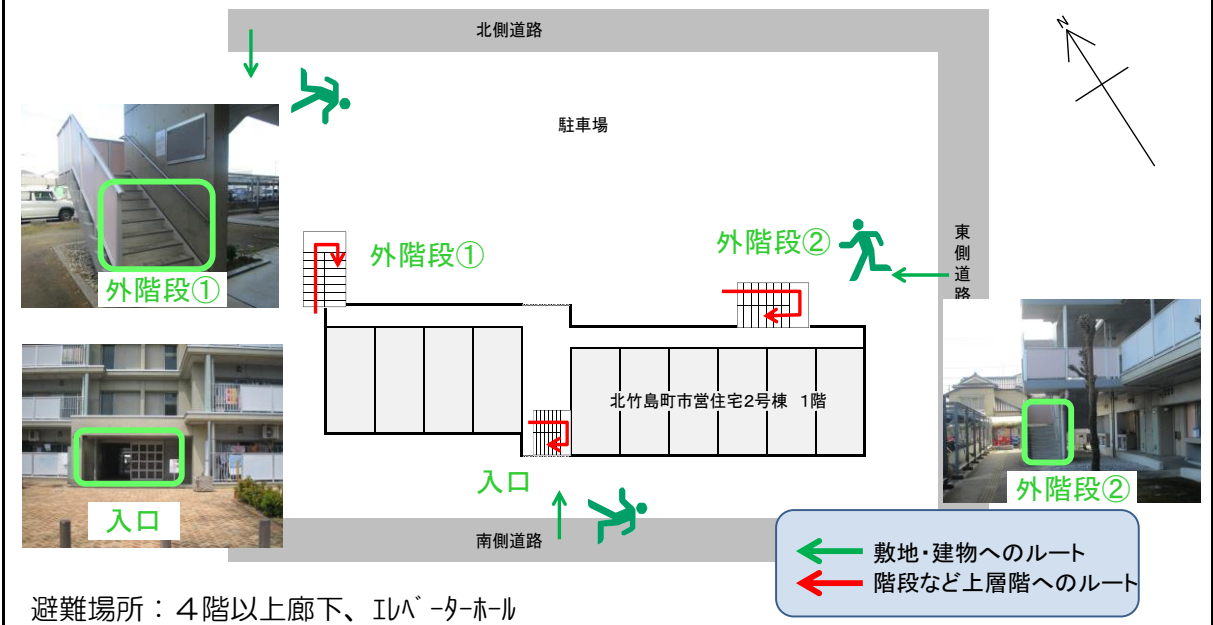 北側道路
N
駐車場
外階段①
外階段②
東側道路
外階段①
北竹島町市営住宅2号棟 1階
入口
入口
外階段②
南側道路
敷地・建物へのルート
階段など上層階へのルート
避難場所：４階以上廊下、ｴﾚﾍﾞｰﾀｰﾎｰﾙ